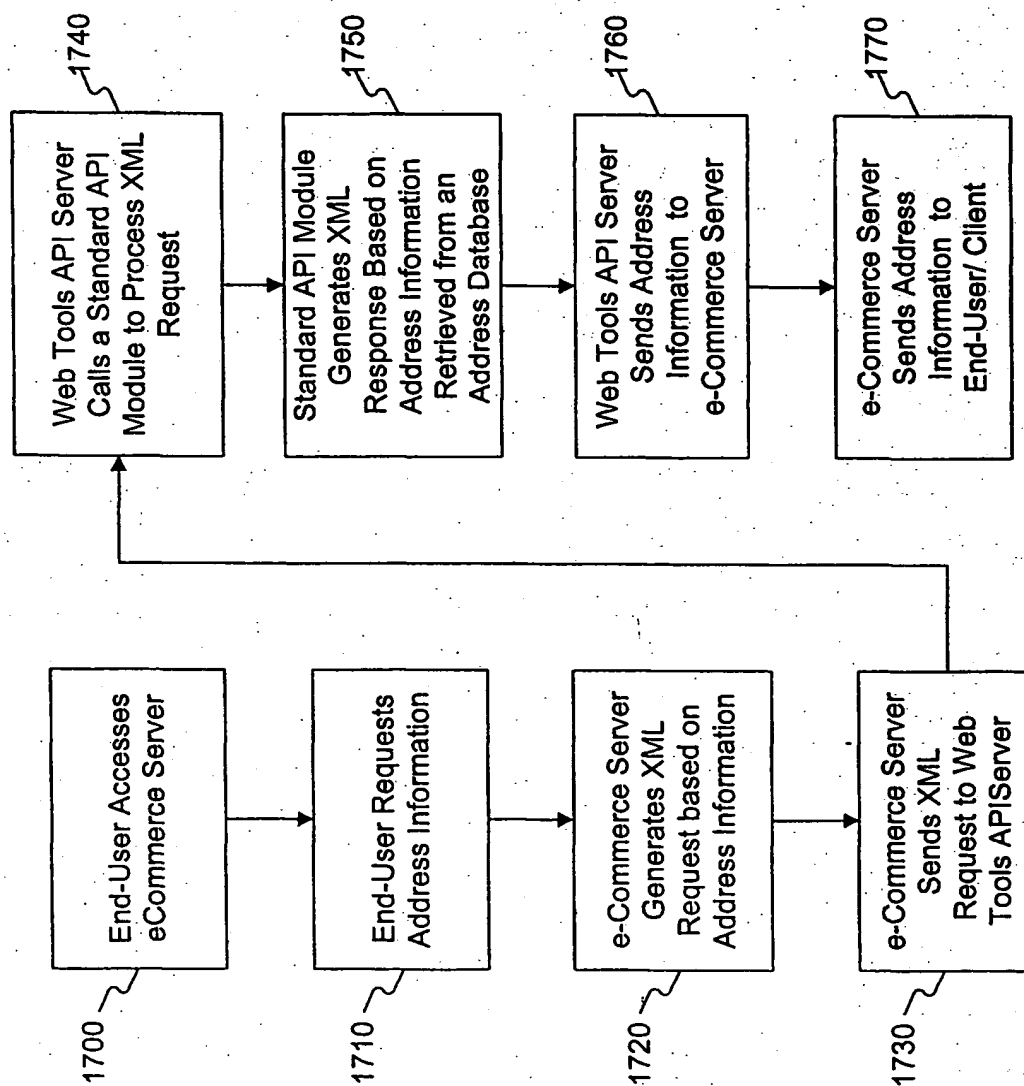 1700
End-User Accesses
eCommerce Server
1710
End-User Requests
Address Information
1720
e-Commerce Server
Generates XML
Request based on
Address Information
1730
e-Commerce Server
Sends XML
Request to Web
Tools APIServer
1740
Web Tools API Server
Calls a Standard API
Module to Process XML
Request
1750
Standard API Module
Generates XML
Response Based on
Address Information
Retrieved from an
Address Database
1760
Web Tools API Server
Sends Address
Information to
e-Commerce Server
1770
e-Commerce Server
Sends Address
Information to
End-User/ Client